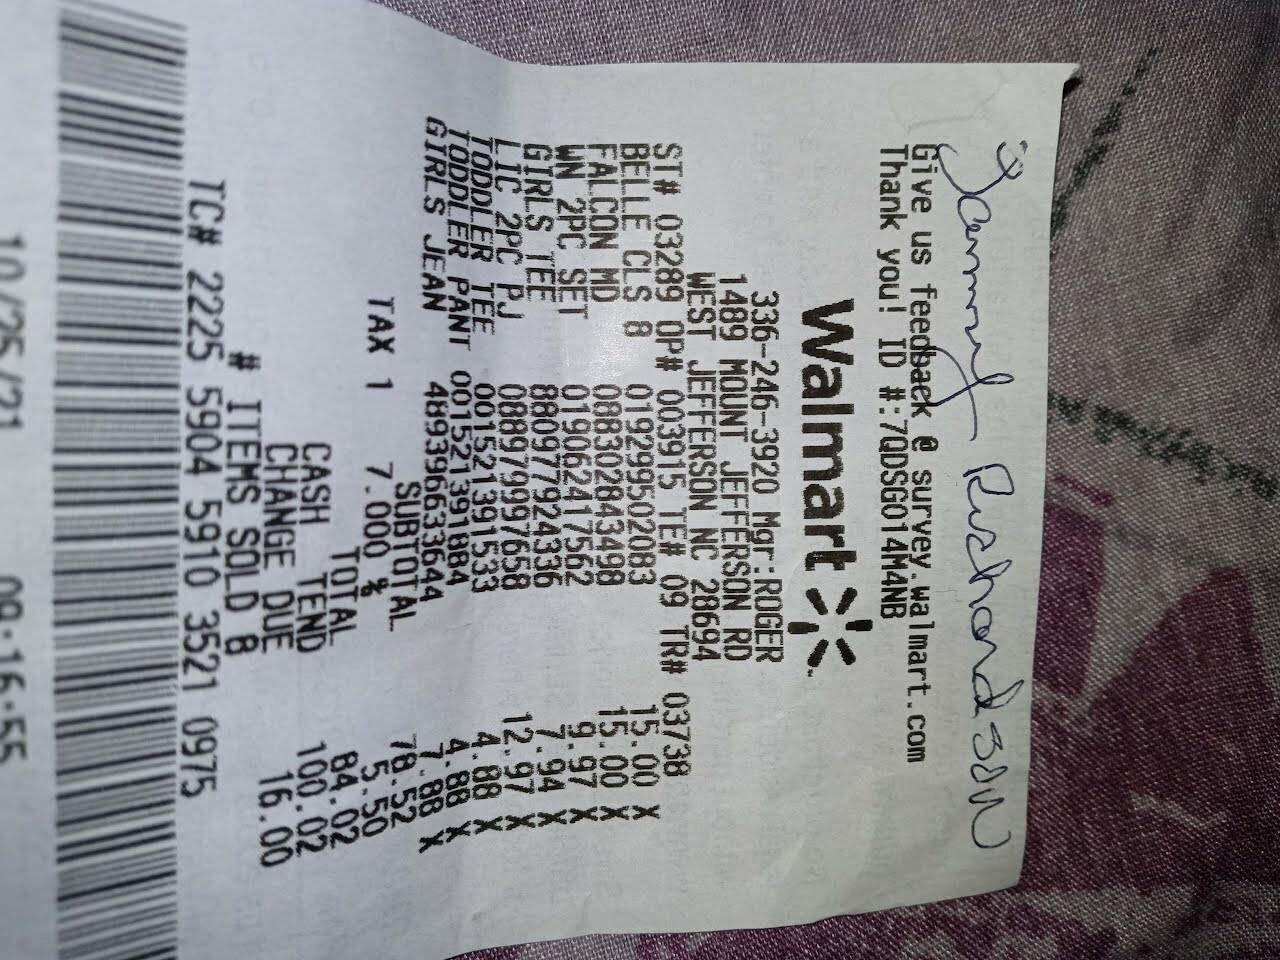 Give us feedback @ survey.walmart.com
Thank you! ID #:7QDSGO14M4NB
Walmart
336-246-3920 Mgr:ROGER
1489 MOUNT JEFFERSON RD
WEST JEFFERSON NC 28694
ST# 03289 OP# 003915 TE# 09 TR# 03738
BELLE CLS 8 019299502083 15.00 X
FALCON MD 088302843498 15.00 X
WN 2PC SET 019062417562 9.97 X
GIRLS TEE 880977924336 7.94 X
LIC 2PC PJ 088979997658 12.97 X
TODDLER TEE 001521391533 4.88 X
TODDLER PANT 001521391884 4.88 X
GIRLS JEAN 489396633644 7.88 X
SUBTOTAL 78.52
TAX 1 7.000 % 5.50
TOTAL 84.02
CASH TEND 100.02
CHANGE DUE 16.00
# ITEMS SOLD 8
TC# 2225 5904 5910 3521 0975